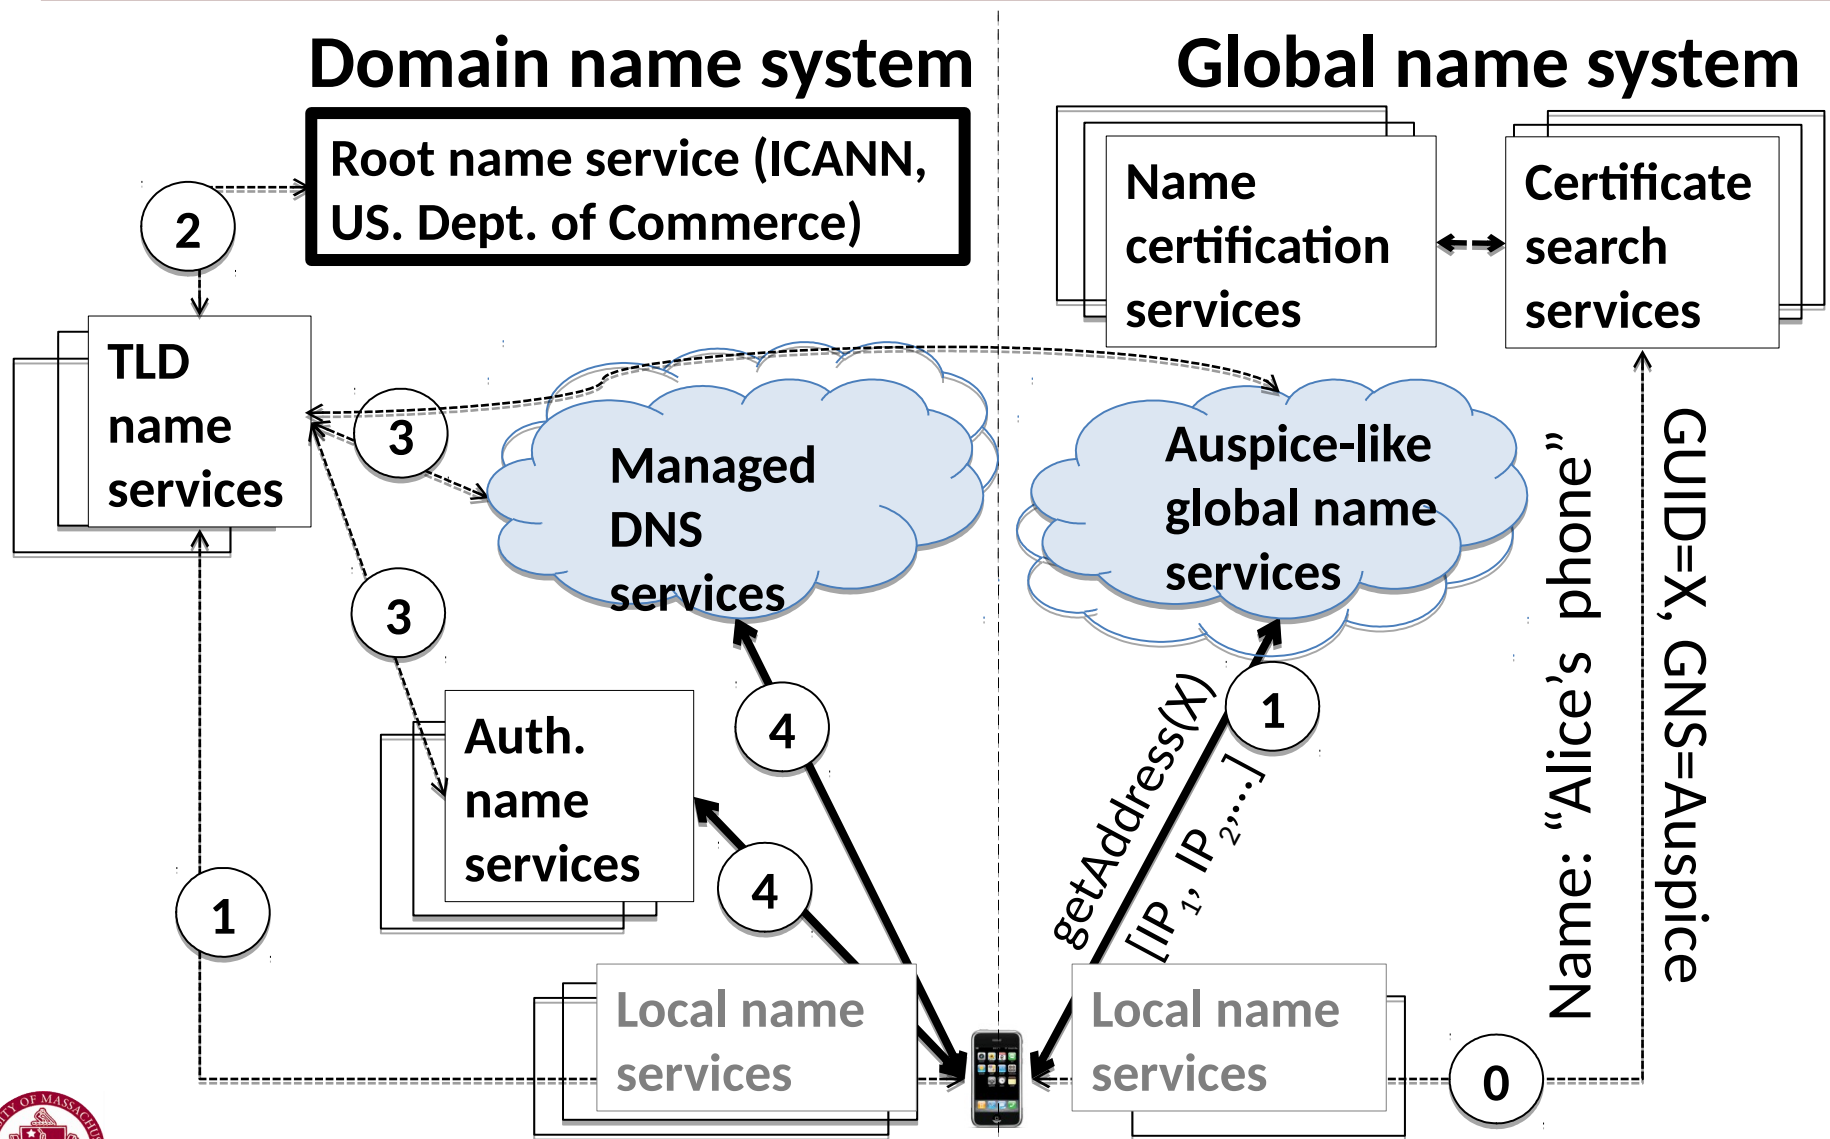 Domain name system
Global name system
Root name service (ICANN,
US. Dept. of Commerce)
Name
certification
services
Certificate
search
services
2
TLD
name
services
3
Managed
DNS
services
Auspice-like
global name
services
3
Auth.
name
services
4
4
1
1
getAddress(X)
[IP1, IP2,...]
Name: “Alice’s phone”
GUID=X, GNS=Auspice
Local name
services
Local name
services
0